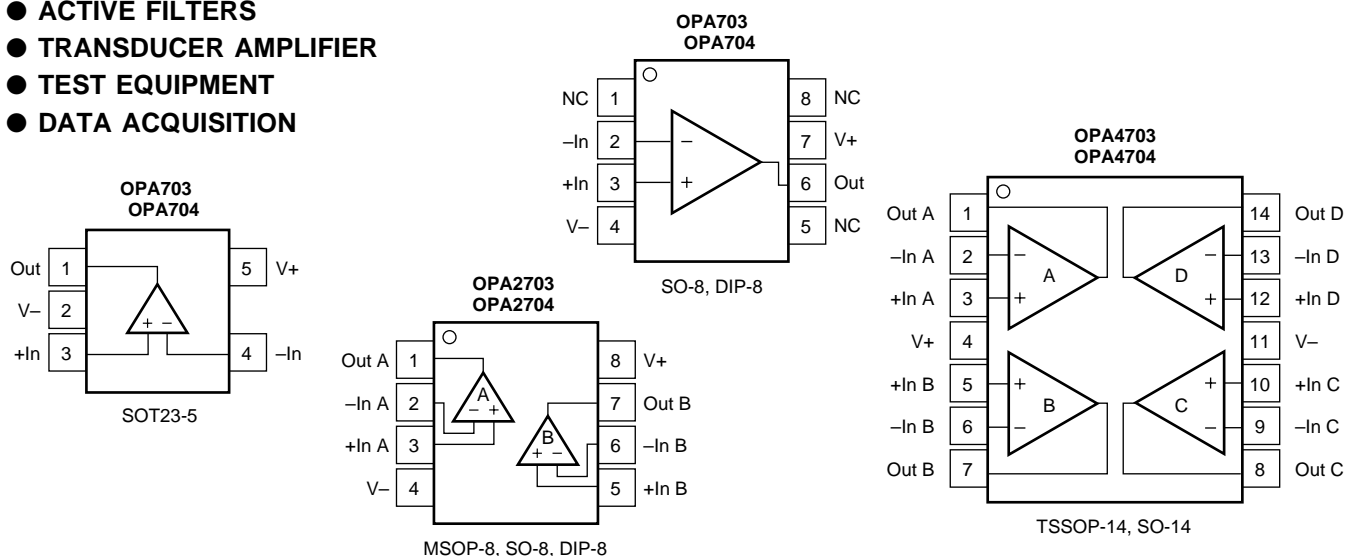 ● ACTIVE FILTERS
● TRANSDUCER AMPLIFIER
● TEST EQUIPMENT
● DATA ACQUISITION
OPA703
OPA704
Out 1
V– 2
+In 3
5 V+
4 –In
+ –
SOT23-5
OPA2703
OPA2704
Out A 1
–In A 2
+In A 3
V– 4
8 V+
7 Out B
6 –In B
5 +In B
A
– +
B
+ –
MSOP-8, SO-8, DIP-8
OPA703
OPA704
NC 1
–In 2
+In 3
V– 4
8 NC
7 V+
6 Out
5 NC
–
+
SO-8, DIP-8
OPA4703
OPA4704
Out A 1
–In A 2
+In A 3
V+ 4
+In B 5
–In B 6
Out B 7
14 Out D
13 –In D
12 +In D
11 V–
10 +In C
9 –In C
8 Out C
–
A
+
–
D
+
+
B
–
+
C
–
TSSOP-14, SO-14